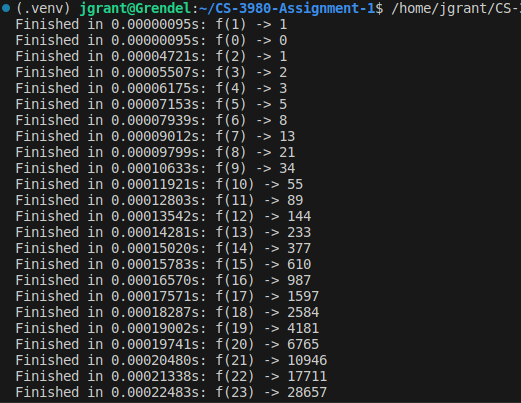 (.venv) jgrant@Grendel:~/CS-3980-Assignment-1$ /home/jgrant/CS-
Finished in 0.00000095s: f(1) -> 1
Finished in 0.00000095s: f(0) -> 0
Finished in 0.00004721s: f(2) -> 1
Finished in 0.00005507s: f(3) -> 2
Finished in 0.00006175s: f(4) -> 3
Finished in 0.00007153s: f(5) -> 5
Finished in 0.00007939s: f(6) -> 8
Finished in 0.00009012s: f(7) -> 13
Finished in 0.00009799s: f(8) -> 21
Finished in 0.00010633s: f(9) -> 34
Finished in 0.00011921s: f(10) -> 55
Finished in 0.00012803s: f(11) -> 89
Finished in 0.00013542s: f(12) -> 144
Finished in 0.00014281s: f(13) -> 233
Finished in 0.00015020s: f(14) -> 377
Finished in 0.00015783s: f(15) -> 610
Finished in 0.00016570s: f(16) -> 987
Finished in 0.00017571s: f(17) -> 1597
Finished in 0.00018287s: f(18) -> 2584
Finished in 0.00019002s: f(19) -> 4181
Finished in 0.00019741s: f(20) -> 6765
Finished in 0.00020480s: f(21) -> 10946
Finished in 0.00021338s: f(22) -> 17711
Finished in 0.00022483s: f(23) -> 28657